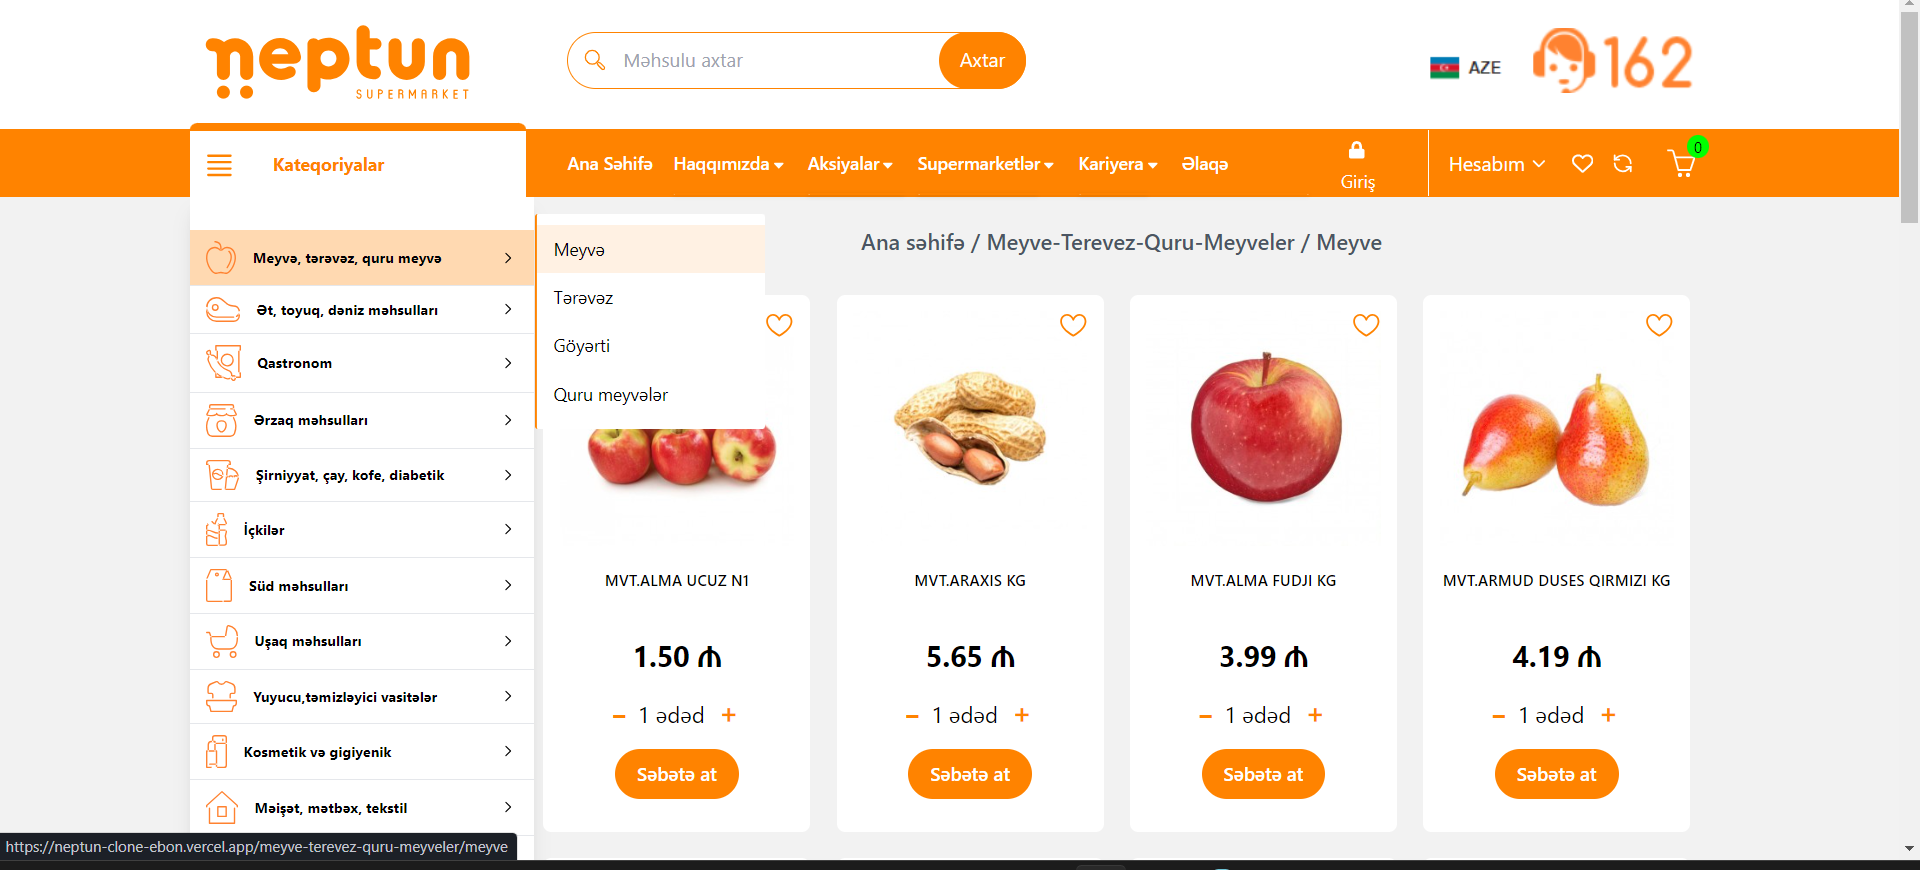 neptun
SUPERMARKET
Məhsulu axtar
Axtar
AZE
162
Kateqoriyalar
Ana Səhifə
Haqqımızda
Aksiyalar
Supermarketlər
Kariyera
Əlaqə
Giriş
Hesabım
0
Meyvə, tərəvəz, quru meyvə
Ət, toyuq, dəniz məhsulları
Qastronom
Ərzaq məhsulları
Şirniyyat, çay, kofe, diabetik
İçkilər
Süd məhsulları
Uşaq məhsulları
Yuyucu,təmizləyici vasitələr
Kosmetik və gigiyenik
Məişət, mətbəx, tekstil
Meyvə
Tərəvəz
Göyərti
Quru meyvələr
Ana səhifə / Meyve-Terevez-Quru-Meyveler / Meyve
MVT.ALMA UCUZ N1
1.50 ₼
− 1 ədəd +
Səbətə at
MVT.ARAXIS KG
5.65 ₼
− 1 ədəd +
Səbətə at
MVT.ALMA FUDJI KG
3.99 ₼
− 1 ədəd +
Səbətə at
MVT.ARMUD DUSES QIRMIZI KG
4.19 ₼
− 1 ədəd +
Səbətə at
https://neptun-clone-ebon.vercel.app/meyve-terevez-quru-meyveler/meyve